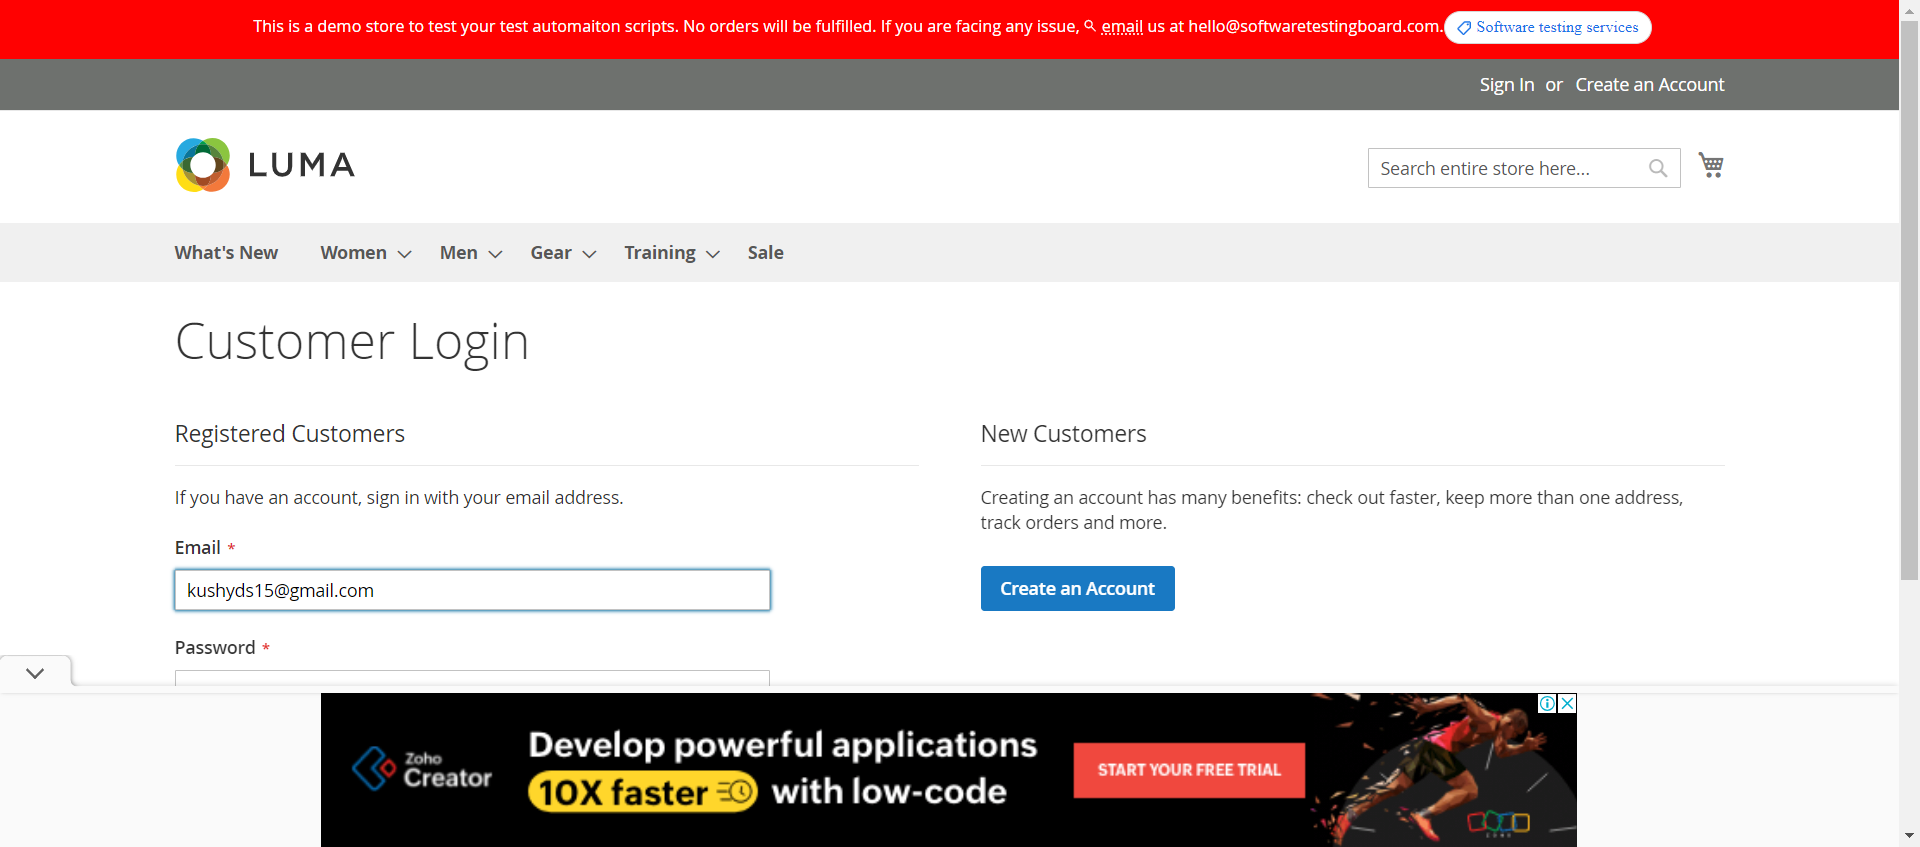 This is a demo store to test your test automaiton scripts. No orders will be fulfilled. If you are facing any issue, email us at hello@softwaretestingboard.com. Software testing services
Sign In or Create an Account
LUMA
Search entire store here...
What's New Women Men Gear Training Sale
Customer Login
Registered Customers
If you have an account, sign in with your email address.
Email *
kushyds15@gmail.com
Password *
New Customers
Creating an account has many benefits: check out faster, keep more than one address,
track orders and more.
Create an Account
Zoho
Creator
Develop powerful applications
10X faster with low-code
START YOUR FREE TRIAL
ZOHO